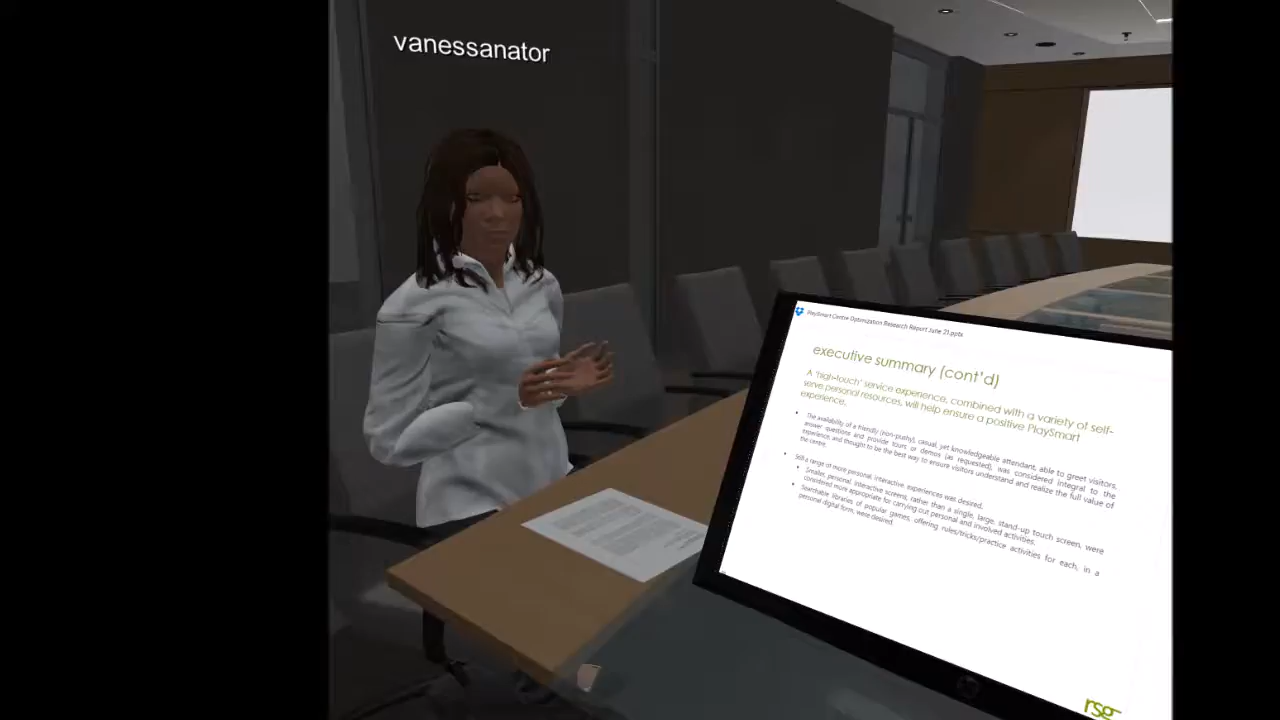 vanessanator
PlaySmart Centre Optimization Research Report June 21.pptx
executive summary (cont'd)
A 'high-touch' service experience, combined with a variety of self-
serve personal resources, will help ensure a positive PlaySmart
experience.
• The availability of a friendly (non-pushy), casual, yet knowledgeable attendant, able to greet visitors,
answer questions and provide tours or demos (as requested), was considered integral to the
experience, and thought to be the best way to ensure visitors understand and realize the full value of
the centre.
• Still a range of more personal, interactive, experiences was desired.
• Smaller, personal, interactive screens, rather than a single, large, stand-up touch screen, were
considered more appropriate for carrying out personal and involved activities.
• Searchable libraries of popular games, offering rules/tricks/practice activities for each, in a
personal digital form, were desired.
rsg